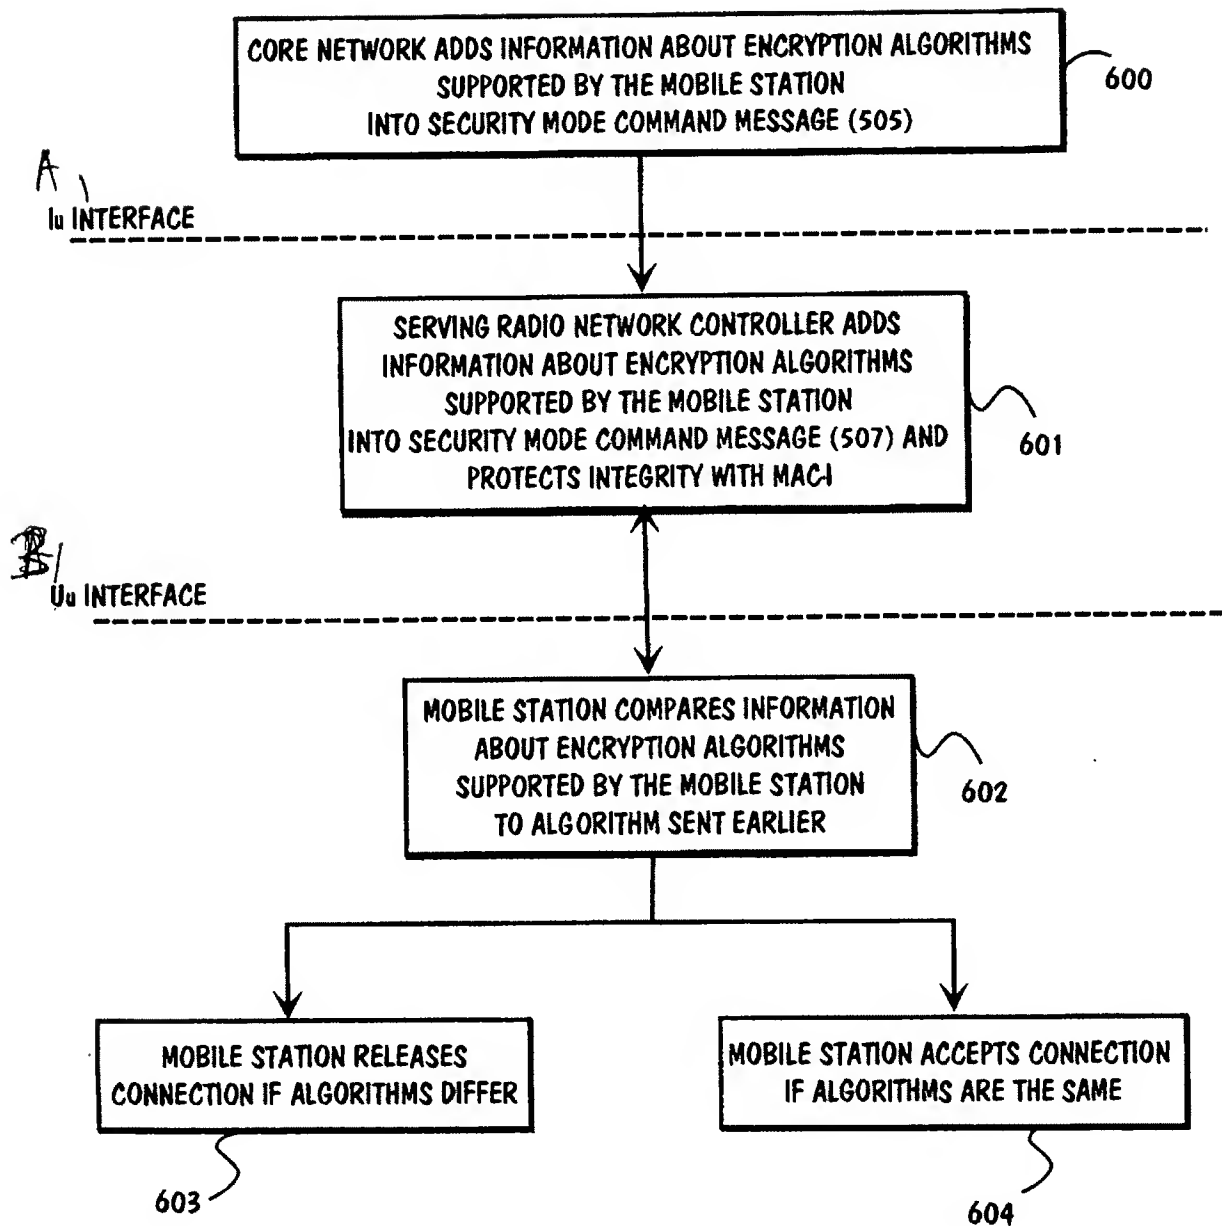 CORE NETWORK ADDS INFORMATION ABOUT ENCRYPTION ALGORITHMS
SUPPORTED BY THE MOBILE STATION
INTO SECURITY MODE COMMAND MESSAGE (505)
600
A
Iu INTERFACE
SERVING RADIO NETWORK CONTROLLER ADDS
INFORMATION ABOUT ENCRYPTION ALGORITHMS
SUPPORTED BY THE MOBILE STATION
INTO SECURITY MODE COMMAND MESSAGE (507) AND
PROTECTS INTEGRITY WITH MAC-I
601
B
Uu INTERFACE
MOBILE STATION COMPARES INFORMATION
ABOUT ENCRYPTION ALGORITHMS
SUPPORTED BY THE MOBILE STATION
TO ALGORITHM SENT EARLIER
602
MOBILE STATION RELEASES
CONNECTION IF ALGORITHMS DIFFER
603
MOBILE STATION ACCEPTS CONNECTION
IF ALGORITHMS ARE THE SAME
604